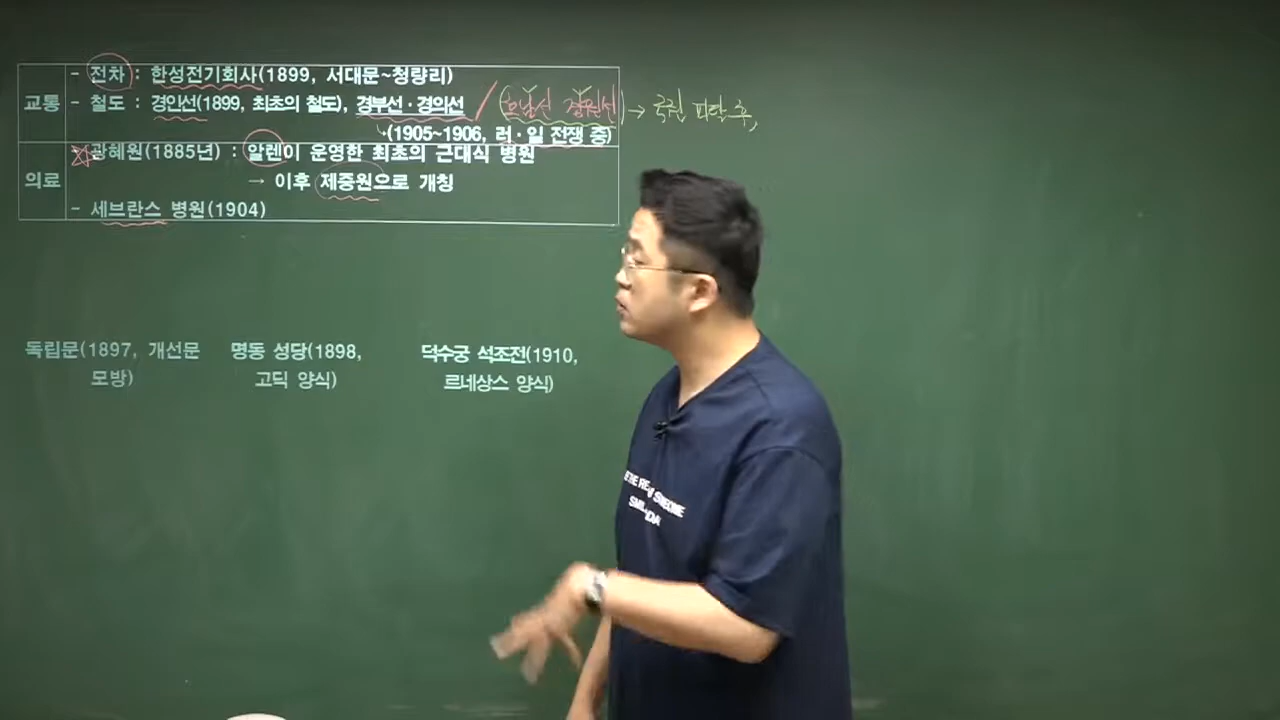 교통
- 전차 : 한성전기회사(1899, 서대문~청량리)
- 철도 : 경인선(1899, 최초의 철도), 경부선·경의선 / (호남선 경원선) → 국권 피탈 후,
(1905~1906, 러·일 전쟁 중)
의료
광혜원(1885년) : 알렌이 운영한 최초의 근대식 병원
→ 이후 제중원으로 개칭
- 세브란스 병원(1904)
독립문(1897, 개선문
모방)
명동 성당(1898,
고딕 양식)
덕수궁 석조전(1910,
르네상스 양식)